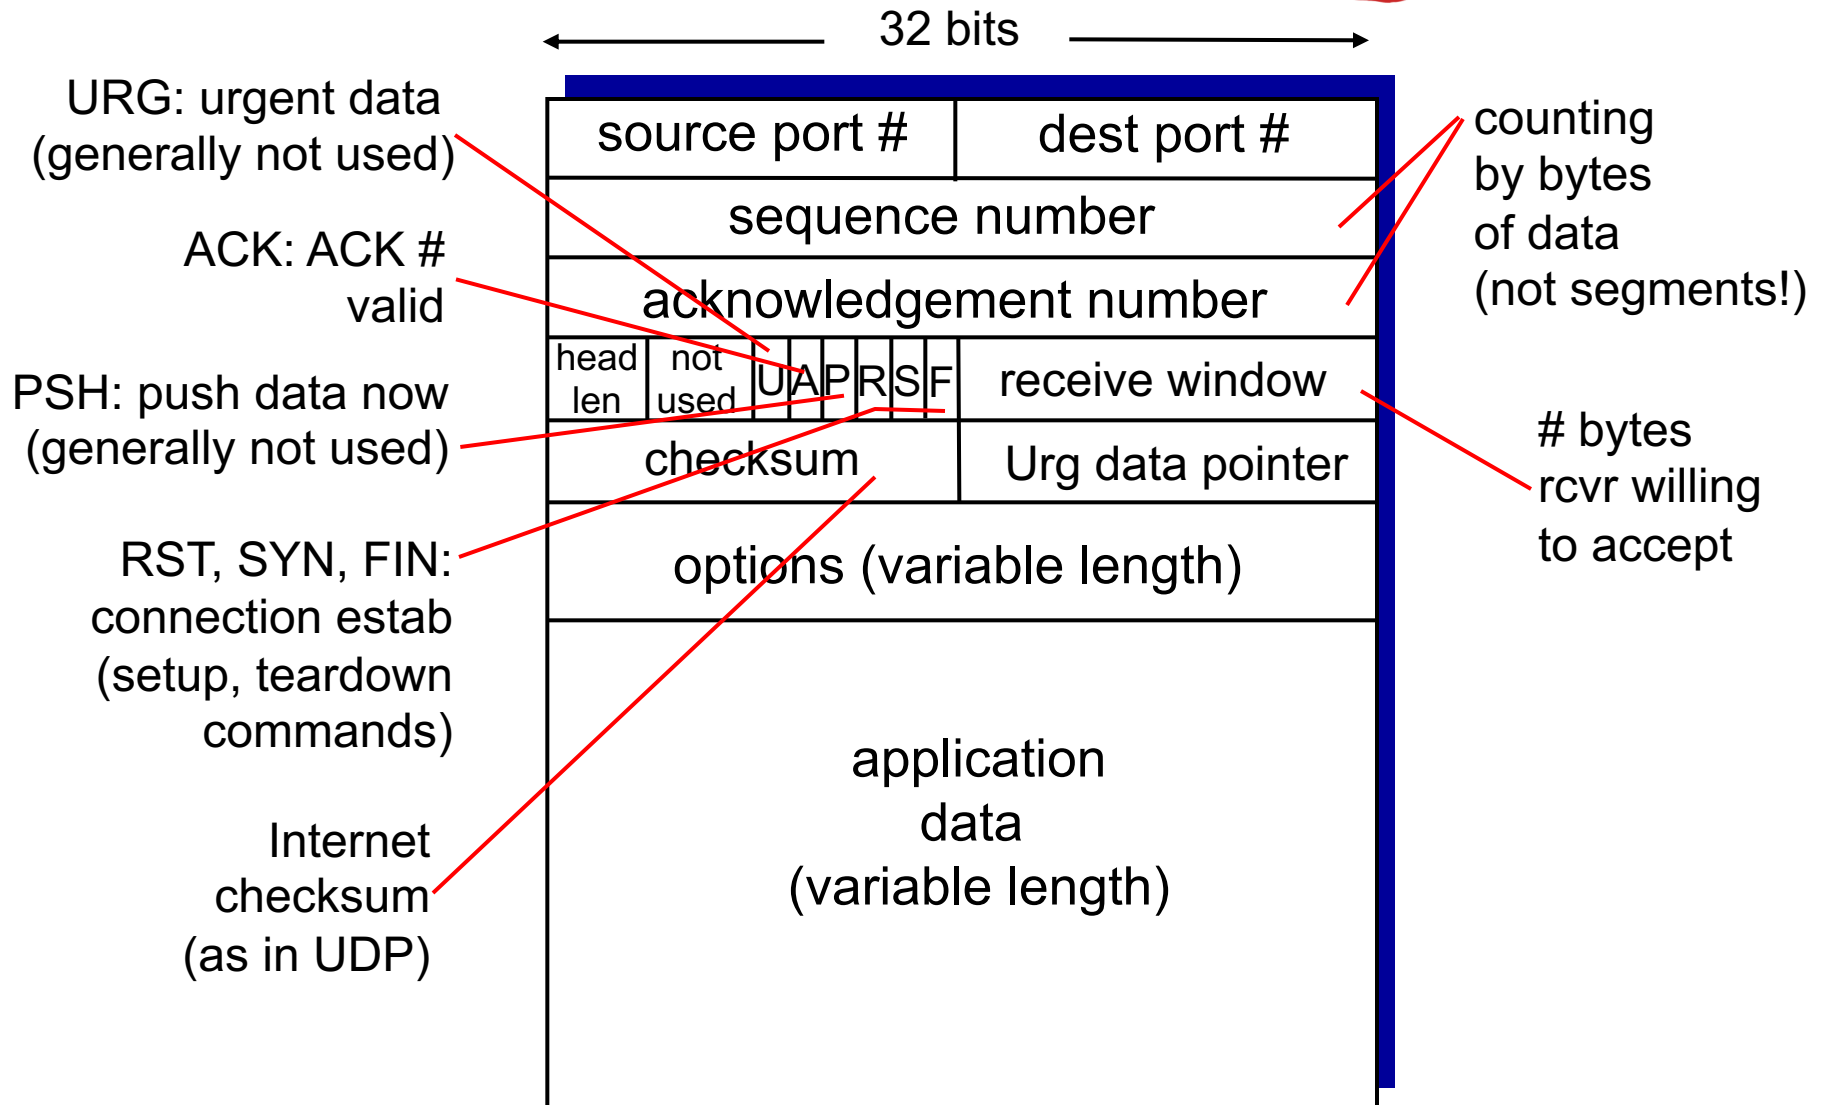 32 bits
URG: urgent data
(generally not used)
ACK: ACK #
valid
PSH: push data now
(generally not used)
RST, SYN, FIN:
connection estab
(setup, teardown
commands)
Internet
checksum
(as in UDP)
source port #
dest port #
sequence number
acknowledgement number
head
len
not
used
U
A
P
R
S
F
receive window
checksum
Urg data pointer
options (variable length)
application
data
(variable length)
counting
by bytes
of data
(not segments!)
# bytes
rcvr willing
to accept